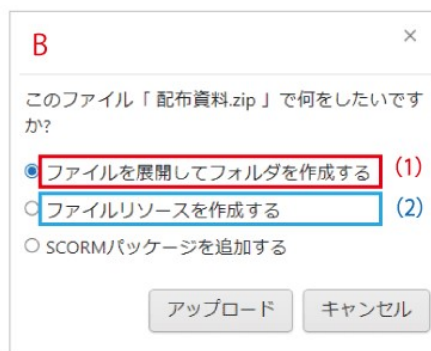 B
×
このファイル「 配布資料.zip 」で何をしたいです
か?
ファイルを展開してフォルダを作成する (1)
ファイルリソースを作成する (2)
SCORMパッケージを追加する
アップロード キャンセル